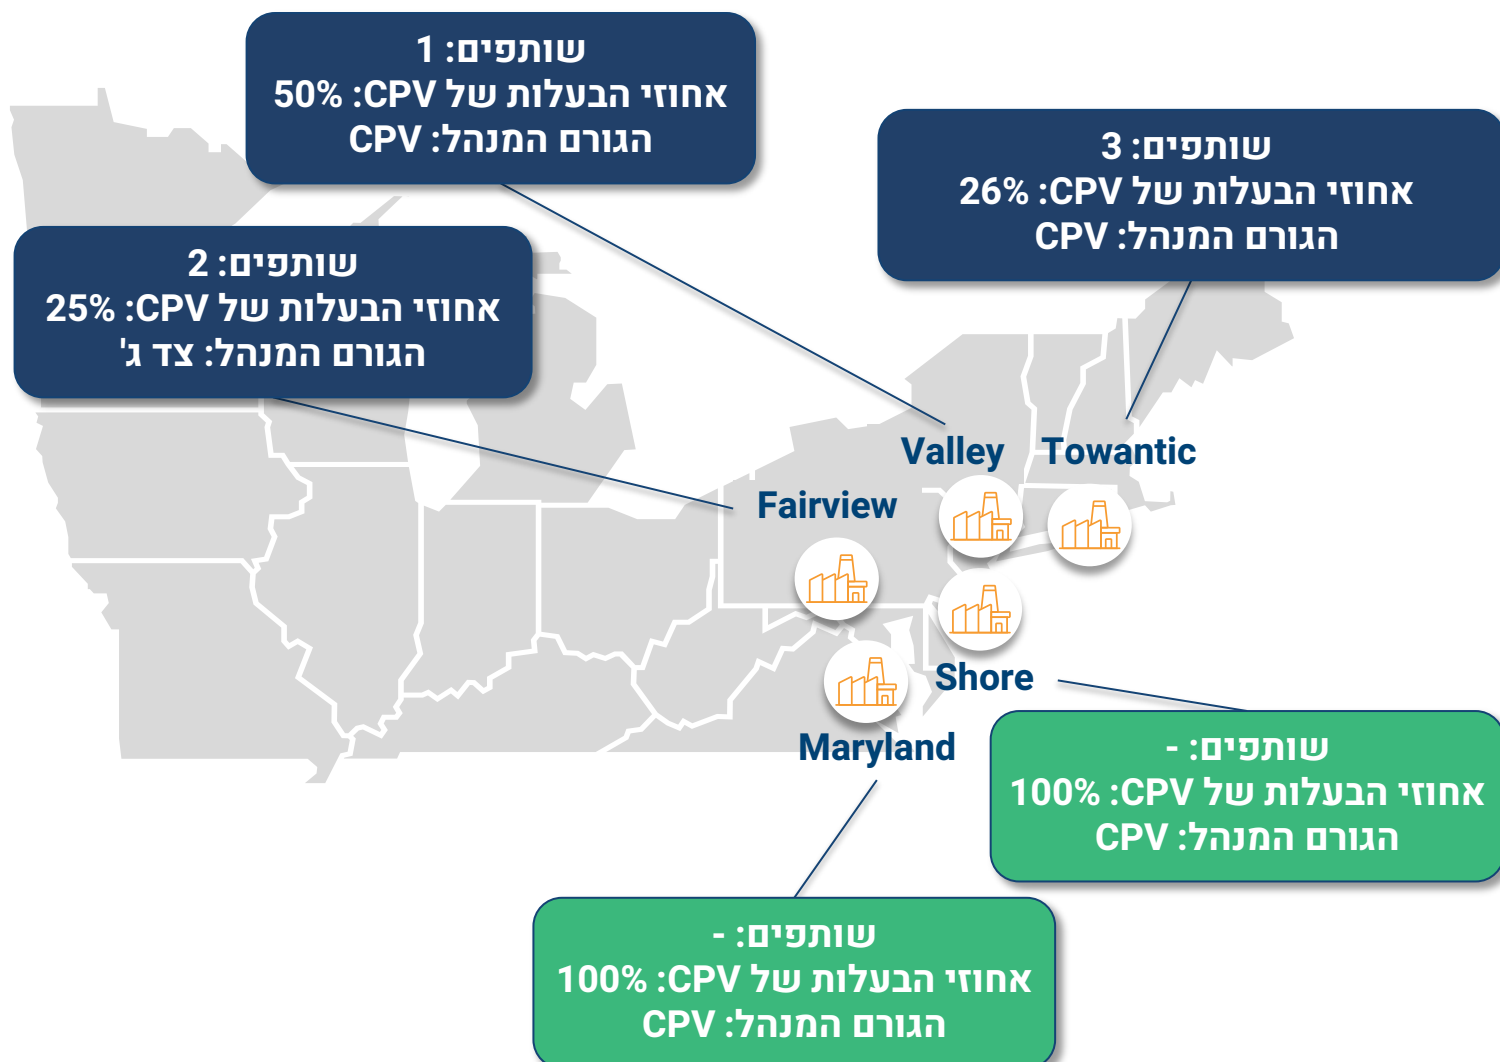 שותפים: 1
אחוזי הבעלות של CPV: 50%
הגורם המנהל: CPV
שותפים: 3
אחוזי הבעלות של CPV: 26%
הגורם המנהל: CPV
שותפים: 2
אחוזי הבעלות של CPV: 25%
הגורם המנהל: צד ג'
Valley
Towantic
Fairview
Shore
Maryland
שותפים: -
אחוזי הבעלות של CPV: 100%
הגורם המנהל: CPV
שותפים: -
אחוזי הבעלות של CPV: 100%
הגורם המנהל: CPV